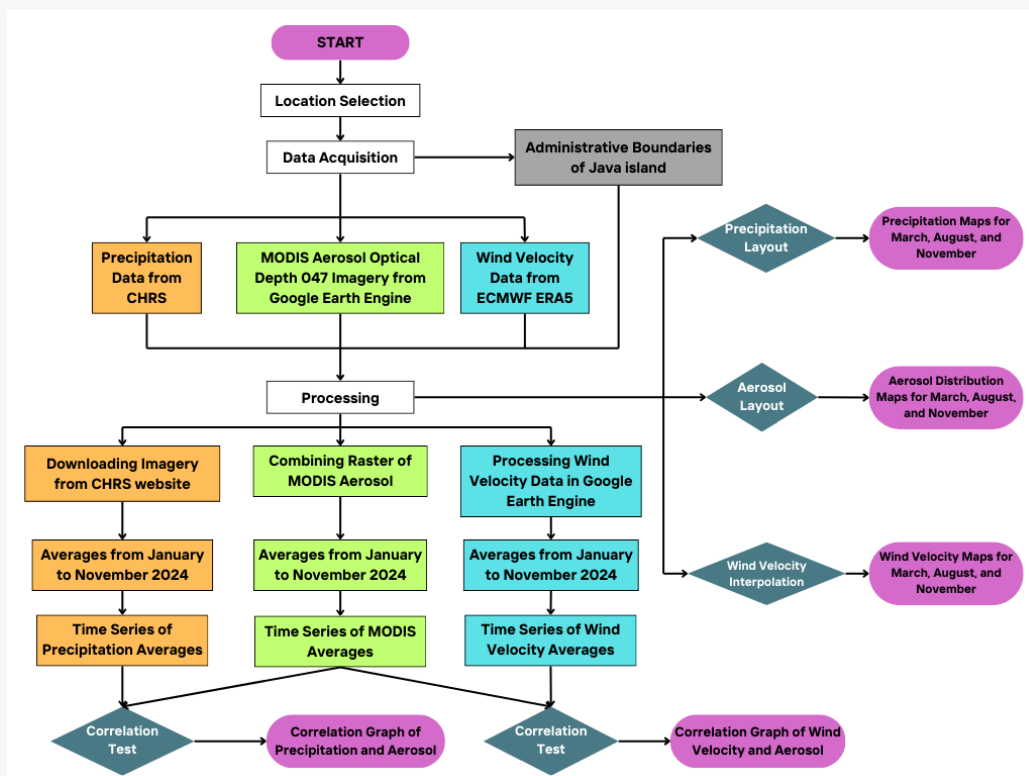 START
Location Selection
Data Acquisition
Administrative Boundaries
of Java island
Precipitation
Data from
CHRS
MODIS Aerosol Optical
Depth 047 Imagery from
Google Earth Engine
Wind Velocity
Data from
ECMWF ERA5
Precipitation
Layout
Precipitation Maps for
March, August, and
November
Processing
Aerosol
Layout
Aerosol Distribution
Maps for March, August,
and November
Downloading Imagery
from CHRS website
Combining Raster of
MODIS Aerosol
Processing Wind
Velocity Data in Google
Earth Engine
Averages from January
to November 2024
Averages from January
to November 2024
Averages from January
to November 2024
Wind Velocity
Interpolation
Wind Velocity Maps for
March, August, and
November
Time Series of
Precipitation Averages
Time Series of MODIS
Averages
Time Series of Wind
Velocity Averages
Correlation
Test
Correlation Graph of
Precipitation and Aerosol
Correlation
Test
Correlation Graph of Wind
Velocity and Aerosol